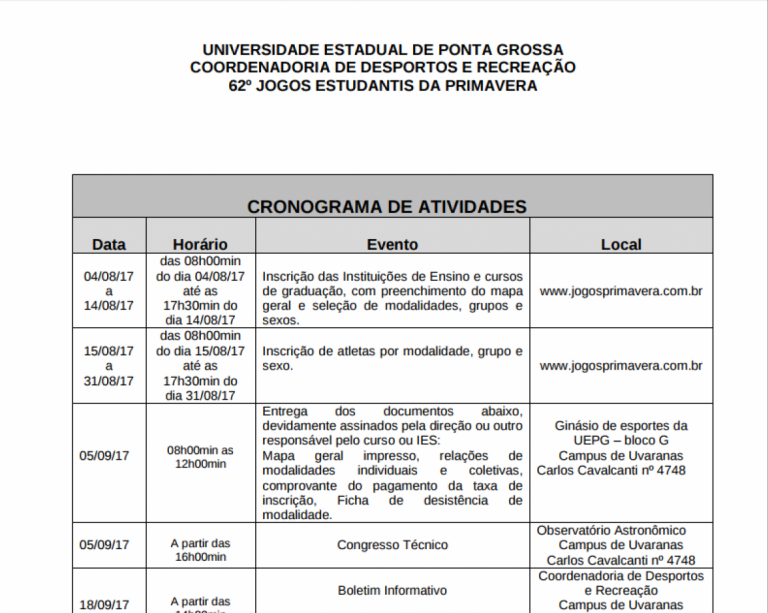 UNIVERSIDADE ESTADUAL DE PONTA GROSSA
COORDENADORIA DE DESPORTOS E RECREAÇÃO
62º JOGOS ESTUDANTIS DA PRIMAVERA
CRONOGRAMA DE ATIVIDADES
Data Horário Evento Local
04/08/17
a
14/08/17
das 08h00min
do dia 04/08/17
até as
17h30min do
dia 14/08/17
Inscrição das Instituições de Ensino e cursos
de graduação, com preenchimento do mapa
geral e seleção de modalidades, grupos e
sexos.
www.jogosprimavera.com.br
15/08/17
a
31/08/17
das 08h00min
do dia 15/08/17
até as
17h30min do
dia 31/08/17
Inscrição de atletas por modalidade, grupo e
sexo.
www.jogosprimavera.com.br
05/09/17
08h00min as
12h00min
Entrega dos documentos abaixo,
devidamente assinados pela direção ou outro
responsável pelo curso ou IES:
Mapa geral impresso, relações de
modalidades individuais e coletivas,
comprovante do pagamento da taxa de
inscrição, Ficha de desistência de
modalidade.
Ginásio de esportes da
UEPG – bloco G
Campus de Uvaranas
Carlos Cavalcanti nº 4748
05/09/17
A partir das
16h00min
Congresso Técnico
Observatório Astronômico
Campus de Uvaranas
Carlos Cavalcanti nº 4748
18/09/17
A partir das
Boletim Informativo
Coordenadoria de Desportos
e Recreação
Campus de Uvaranas